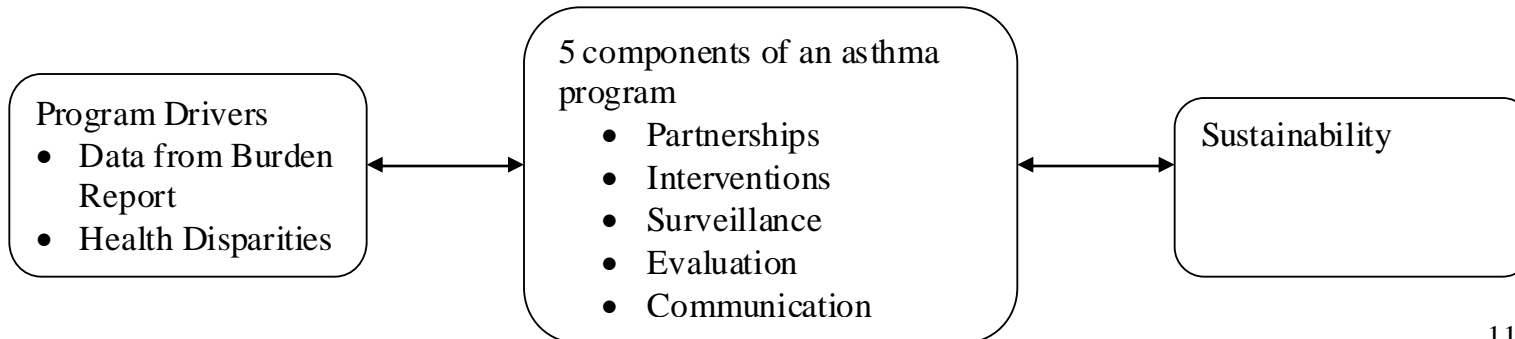 Program Drivers
• Data from Burden
Report
• Health Disparities
5 components of an asthma
program
• Partnerships
• Interventions
• Surveillance
• Evaluation
• Communication
Sustainability
11